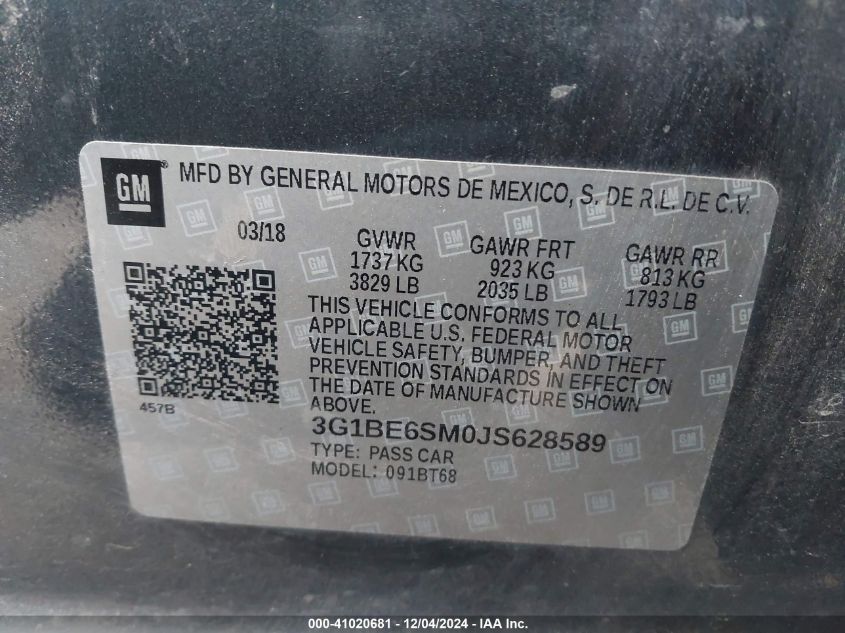 GM
MFD BY GENERAL MOTORS DE MEXICO, S. DE R.L. DE C.V.
03/18 GVWR GAWR FRT GAWR RR
1737 KG 923 KG 813 KG
3829 LB 2035 LB 1793 LB
THIS VEHICLE CONFORMS TO ALL
APPLICABLE U.S. FEDERAL MOTOR
VEHICLE SAFETY, BUMPER, AND THEFT
PREVENTION STANDARDS IN EFFECT ON
THE DATE OF MANUFACTURE SHOWN
ABOVE.
457B
3G1BE6SM0JS628589
TYPE: PASS CAR
MODEL: 091BT68
000-41020681 - 12/04/2024 - IAA Inc.